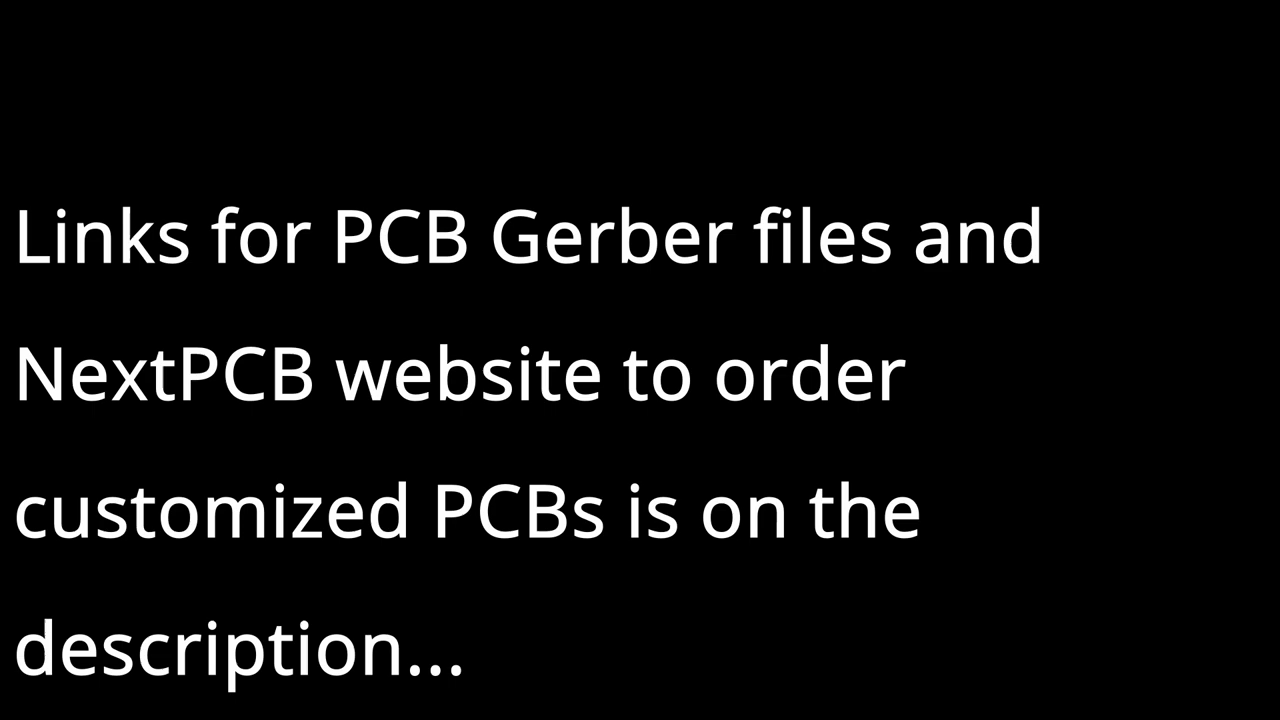 Links for PCB Gerber files and
NextPCB website to order
customized PCBs is on the
description...